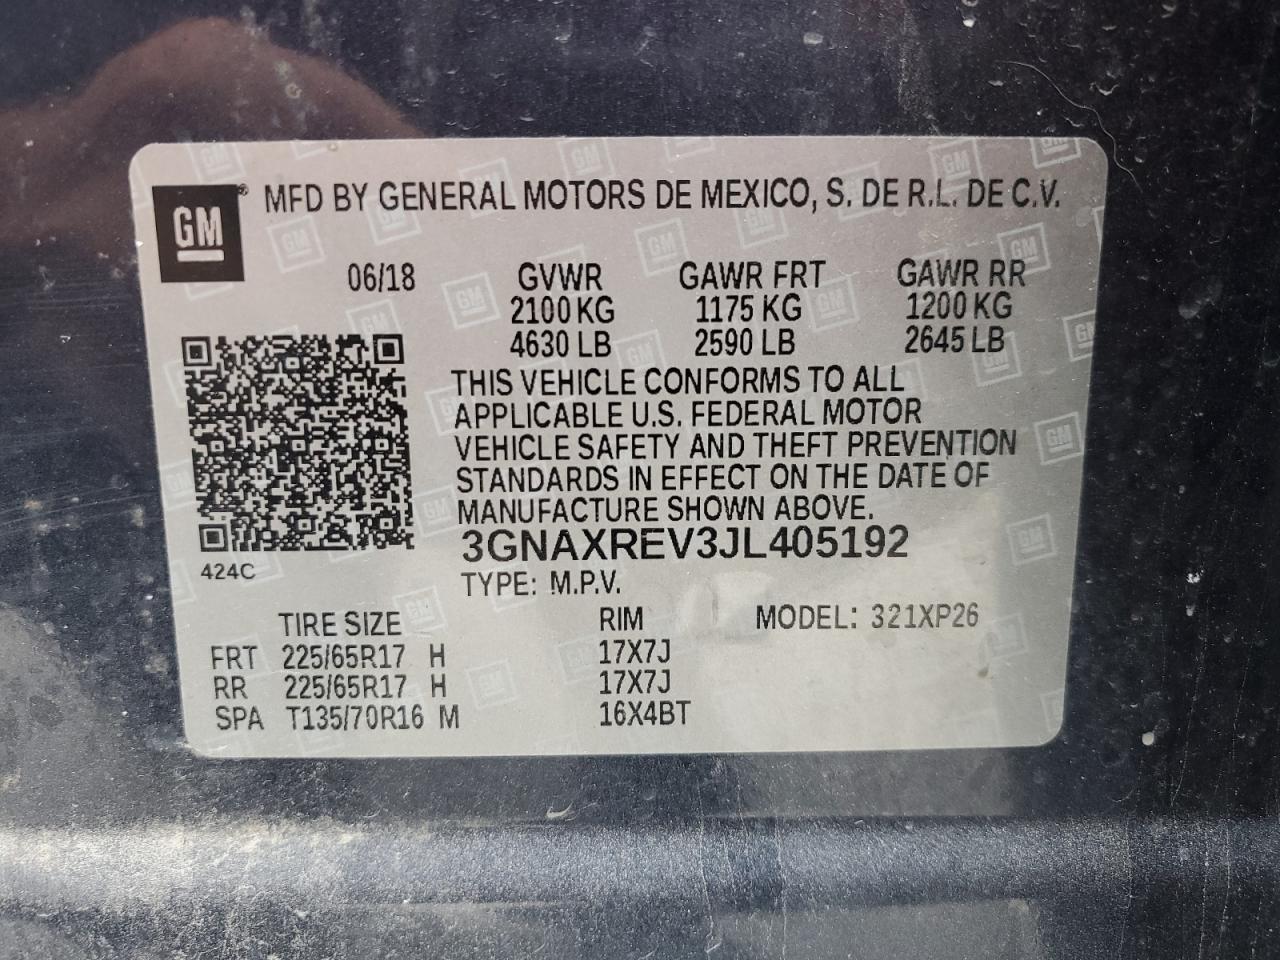 GM® MFD BY GENERAL MOTORS DE MEXICO, S. DE R.L. DE C.V.
06/18 GVWR GAWR FRT GAWR RR
2100 KG 1175 KG 1200 KG
4630 LB 2590 LB 2645 LB
THIS VEHICLE CONFORMS TO ALL
APPLICABLE U.S. FEDERAL MOTOR
VEHICLE SAFETY AND THEFT PREVENTION
STANDARDS IN EFFECT ON THE DATE OF
MANUFACTURE SHOWN ABOVE.
3GNAXREV3JL405192
424C
TYPE: M.P.V.
TIRE SIZE RIM MODEL: 321XP26
FRT 225/65R17 H 17X7J
RR 225/65R17 H 17X7J
SPA T135/70R16 M 16X4BT